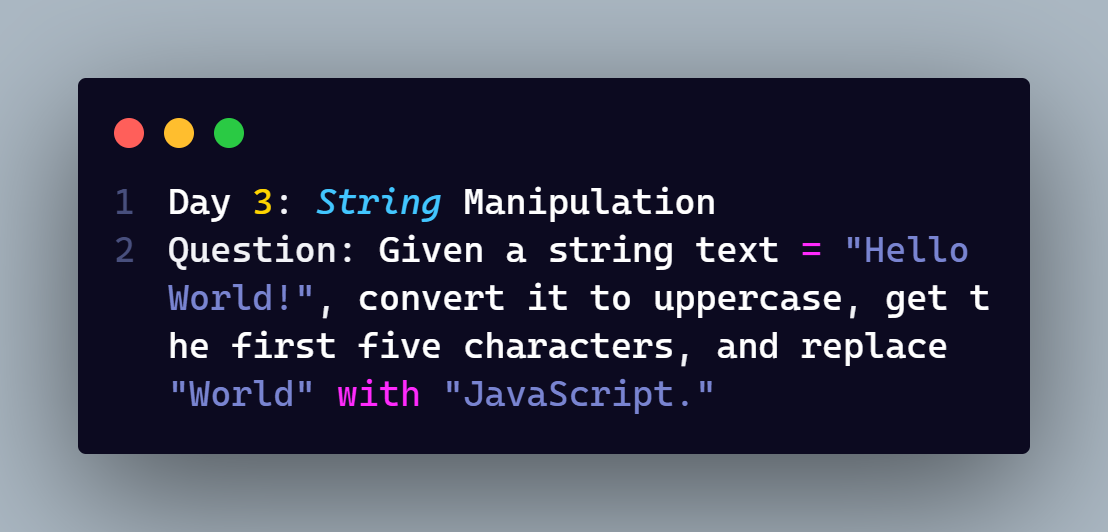 1 Day 3: String Manipulation
2 Question: Given a string text = "Hello
World!", convert it to uppercase, get t
he first five characters, and replace
"World" with "JavaScript."